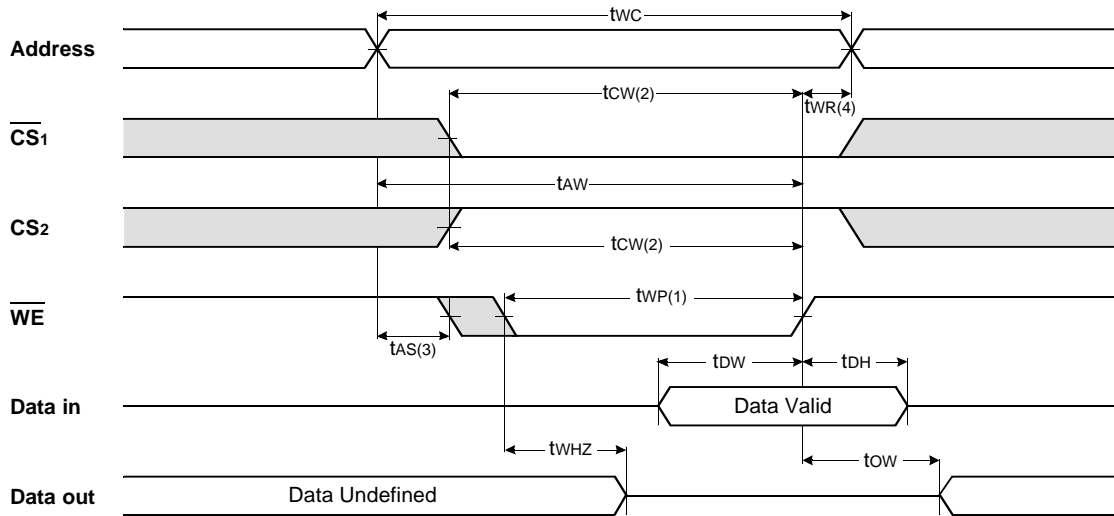 tWC
Address
tCW(2)
tWR(4)
CS1
tAW
CS2
tCW(2)
tWP(1)
WE
tAS(3)
tDW
tDH
Data in
Data Valid
tWHZ
tOW
Data out
Data Undefined